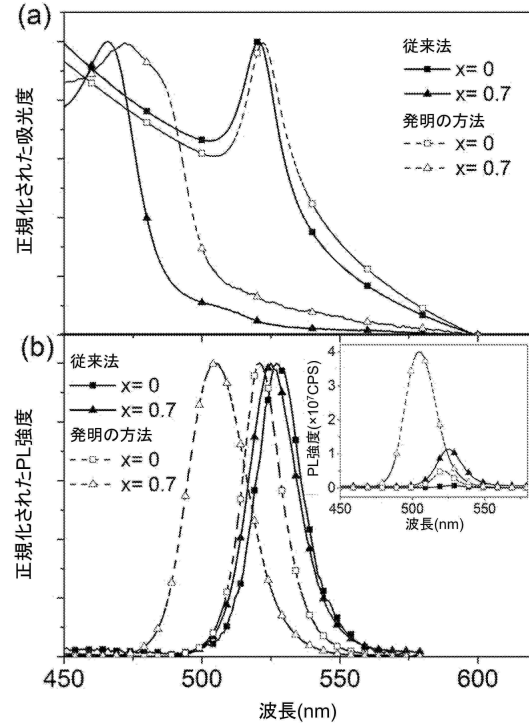 (a)
正規化された吸光度
従来法
x= 0
x= 0.7
発明の方法
x= 0
x= 0.7
(b)
正規化されたPL強度
従来法
x= 0
x= 0.7
発明の方法
x= 0
x= 0.7
PL強度(×10⁷CPS)
4
3
2
1
0
450 500 550
波長(nm)
450 500 550 600
波長(nm)